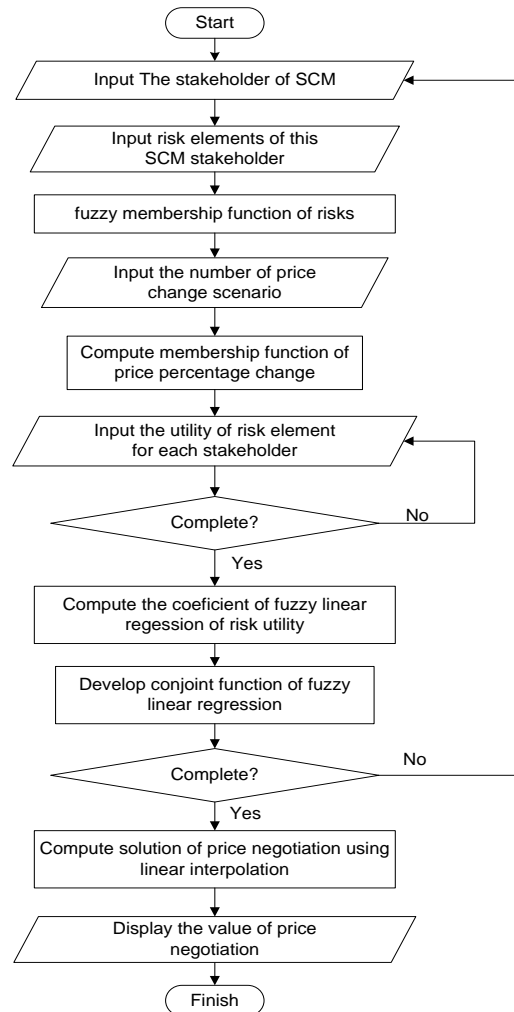 Start
Input The stakeholder of SCM
Input risk elements of this
SCM stakeholder
fuzzy membership function of risks
Input the number of price
change scenario
Compute membership function of
price percentage change
Input the utility of risk element
for each stakeholder
Complete?
No
Yes
Compute the coeficient of fuzzy linear
regession of risk utility
Develop conjoint function of fuzzy
linear regression
Complete?
No
Yes
Compute solution of price negotiation using
linear interpolation
Display the value of price
negotiation
Finish